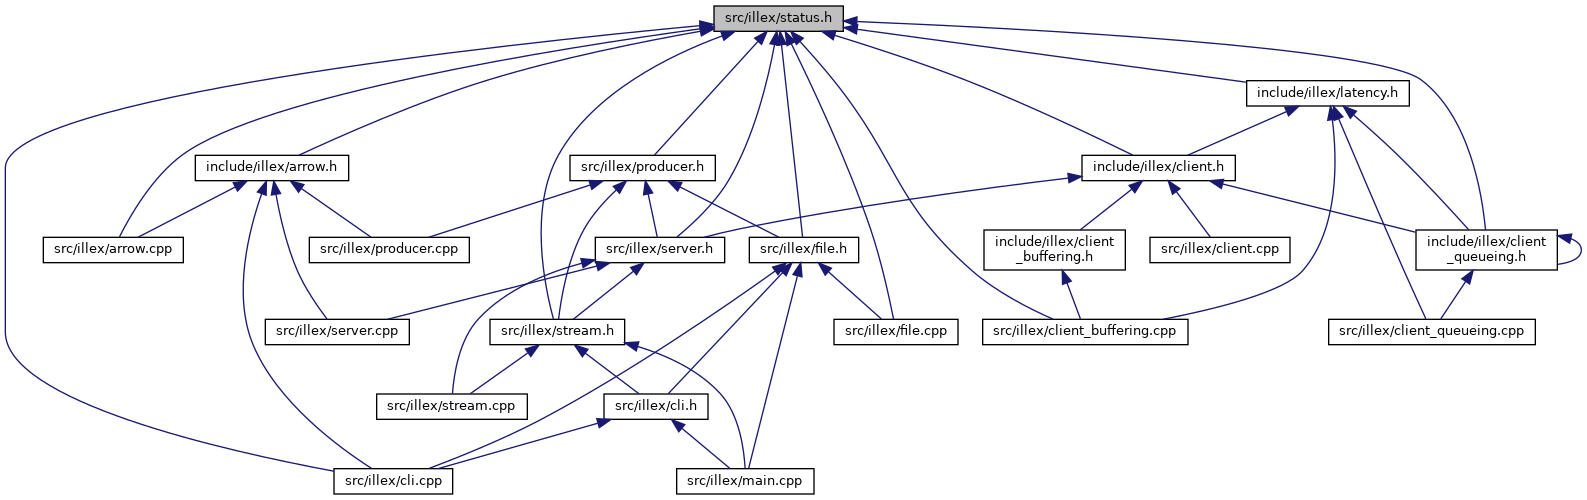 src/illex/status.h
include/illex/latency.h
include/illex/arrow.h
src/illex/producer.h
include/illex/client.h
src/illex/arrow.cpp
src/illex/producer.cpp
src/illex/server.h
src/illex/file.h
include/illex/client
_buffering.h
src/illex/client.cpp
include/illex/client
_queueing.h
src/illex/server.cpp
src/illex/stream.h
src/illex/file.cpp
src/illex/client_buffering.cpp
src/illex/client_queueing.cpp
src/illex/stream.cpp
src/illex/cli.h
src/illex/cli.cpp
src/illex/main.cpp